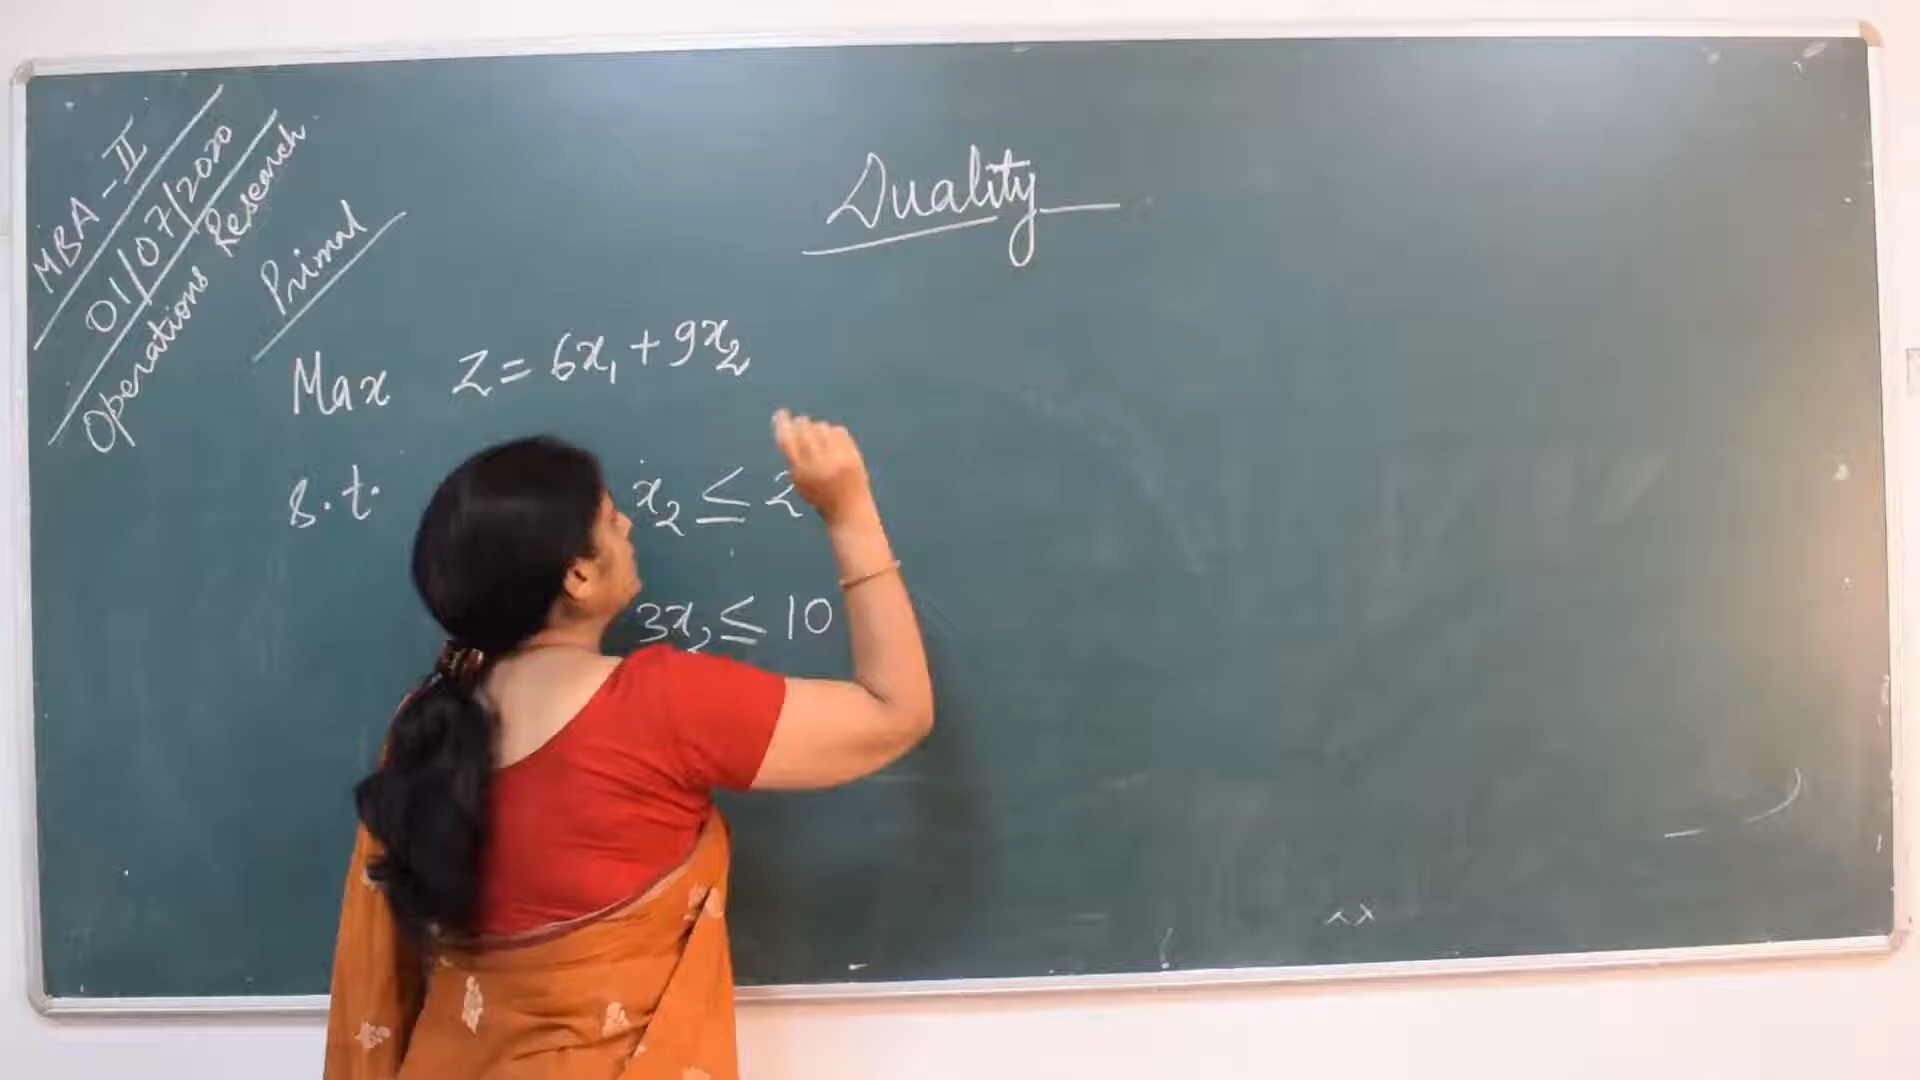 MBA-II
01/07/2020
Operations Research
Primal
Duality
Max Z = 6x₁ + 9x₂
s.t. x₂ ≤ 2
3x₂ ≤ 10